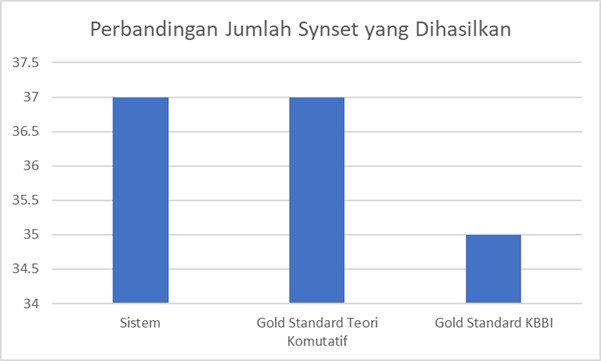 Perbandingan Jumlah Synset yang Dihasilkan
37.5
37
36.5
36
35.5
35
34.5
34
Sistem
Gold Standard Teori
Komutatif
Gold Standard KBBI